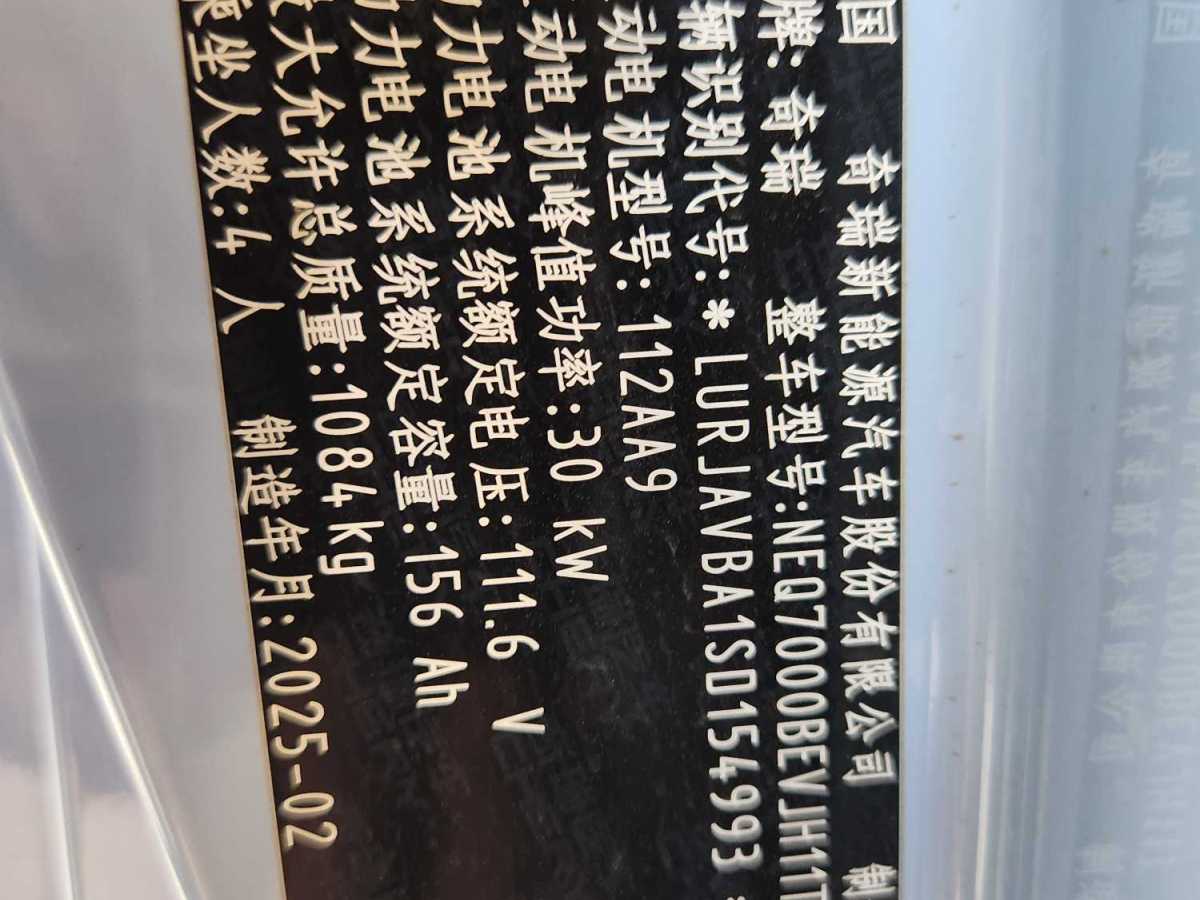 国 奇瑞新能源汽车股份有限公司 制
牌: 奇瑞 整车型号:NEQ7000BEVJH1T
辆识别代号: * LURJAVBA1SD154993
动电机型号:112AA9
动电机峰值功率:30 kW
力电池系统额定电压:111.6 V
力电池系统额定容量:156 Ah
大允许总质量:1084kg
坐人数:4 人 制造年月:2025-02